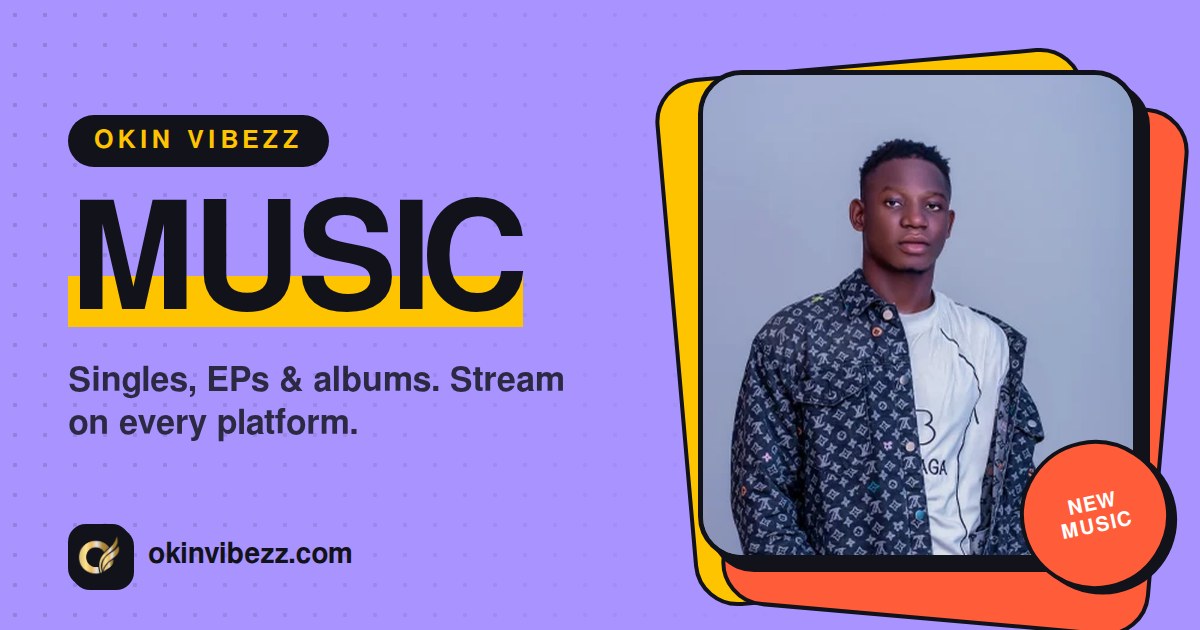 OKIN VIBEZZ
MUSIC
Singles, EPs & albums. Stream
on every platform.
okinvibezz.com
NEW
MUSIC